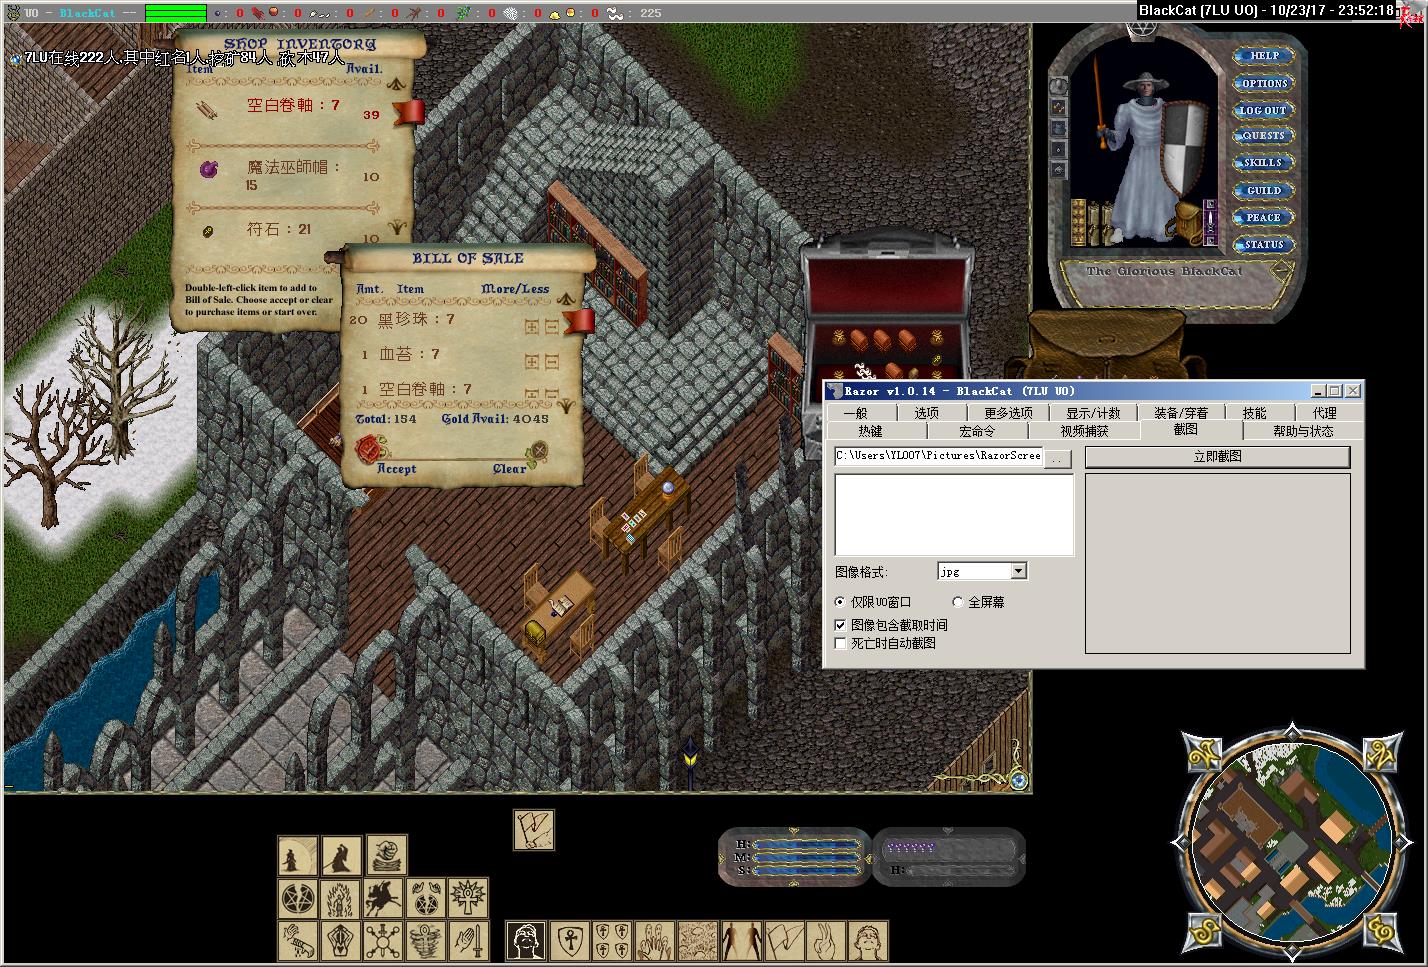 UO - BlackCat -- : 0 : 0 : 0 : 0 : 0 : 0 : 0 : 0 : 225
BlackCat (7LU UO) - 10/23/17 - 23:52:18
7LU在线222人,其中红名1人,挖矿84人,砍木47人
SHOP INVENTORY
Item Avail.
空白卷軸：7
39
魔法巫師帽：
15
10
符石：21
10
Double-left-click item to add to
Bill of Sale. Choose accept or clear
to purchase items or start over.
BILL OF SALE
Amt. Item More/Less
20 黑珍珠：7
1 血苔：7
1 空白卷軸：7
Total: 154 Gold Avail: 4045
Accept Clear
HELP
OPTIONS
LOG OUT
QUESTS
SKILLS
GUILD
PEACE
STATUS
The Glorious BlackCat
Razor v1.0.14 - BlackCat (7LU UO)
一般 选项 更多选项 显示/计数 装备/穿着 技能 代理
热键 宏命令 视频捕获 截图 帮助与状态
C:\Users\YL007\Pictures\RazorScree ..
立即截图
图像格式: jpg
仅限UO窗口 全屏幕
图像包含截取时间
死亡时自动截图
H:
M:
S:
H:
W N
S